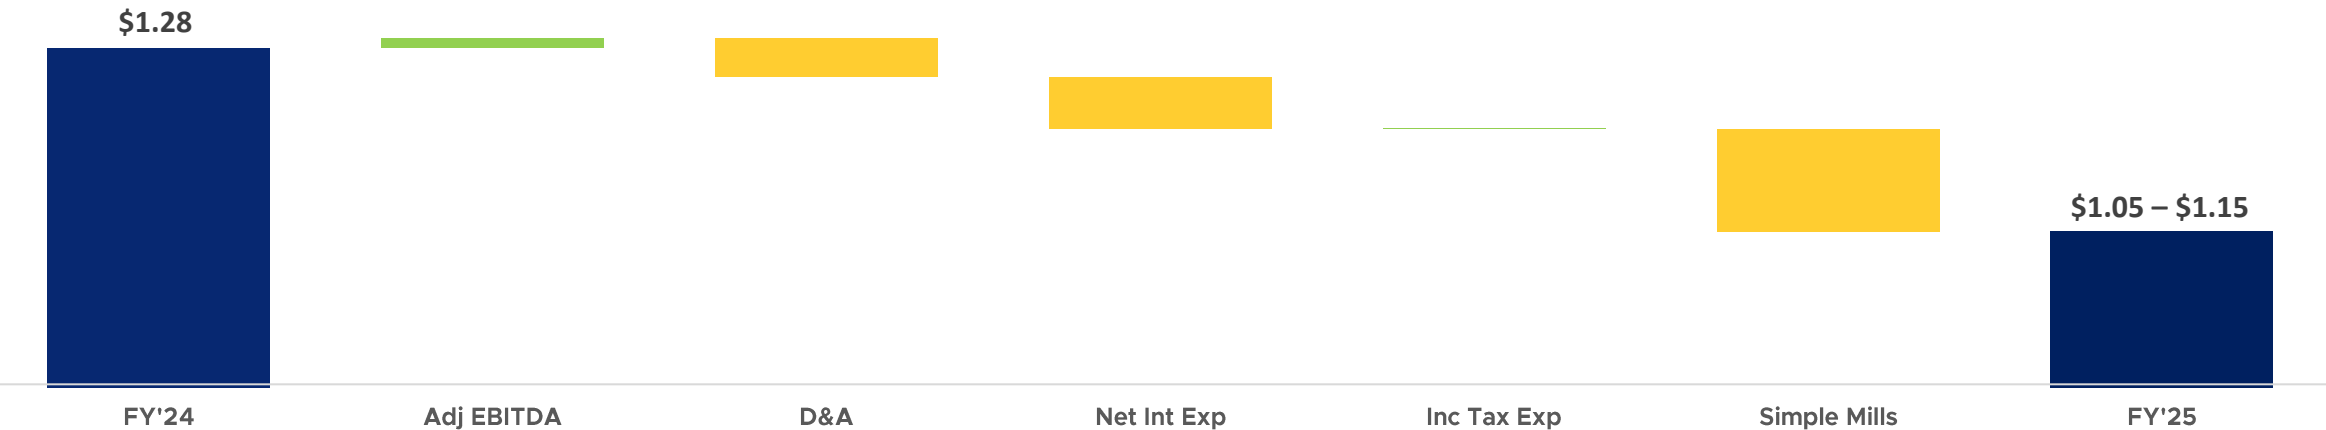 $1.28
$1.05 – $1.15
FY'24 Adj EBITDA D&A Net Int Exp Inc Tax Exp Simple Mills FY'25